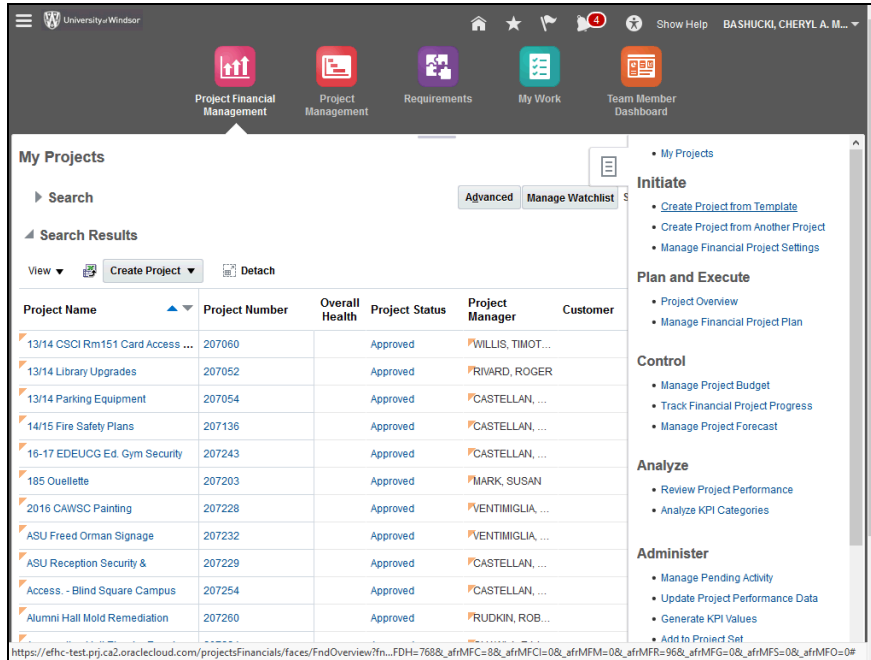 University of Windsor
4
Show Help
BASHUCKI, CHERYL A. M...
Project Financial Management
Project Management
Requirements
My Work
Team Member Dashboard
My Projects
Search
Advanced
Manage Watchlist
S
Search Results
View
Create Project
Detach
Project Name Project Number Overall Health Project Status Project Manager Customer
13/14 CSCI Rm151 Card Access ... 207060 Approved WILLIS, TIMOT...
13/14 Library Upgrades 207052 Approved RIVARD, ROGER
13/14 Parking Equipment 207054 Approved CASTELLAN, ...
14/15 Fire Safety Plans 207136 Approved CASTELLAN, ...
16-17 EDEUCG Ed. Gym Security 207243 Approved CASTELLAN, ...
185 Ouellette 207203 Approved MARK, SUSAN
2016 CAWSC Painting 207228 Approved VENTIMIGLIA, ...
ASU Freed Orman Signage 207232 Approved VENTIMIGLIA, ...
ASU Reception Security & 207229 Approved CASTELLAN, ...
Access. - Blind Square Campus 207254 Approved CASTELLAN, ...
Alumni Hall Mold Remediation 207260 Approved RUDKIN, ROB...
My Projects
Initiate
Create Project from Template
Create Project from Another Project
Manage Financial Project Settings
Plan and Execute
Project Overview
Manage Financial Project Plan
Control
Manage Project Budget
Track Financial Project Progress
Manage Project Forecast
Analyze
Review Project Performance
Analyze KPI Categories
Administer
Manage Pending Activity
Update Project Performance Data
Generate KPI Values
Add to Project Set
https://efhc-test.prj.ca2.oraclecloud.com/projectsFinancials/faces/FndOverview?fn...FDH=768&_afrMFC=8&_afrMFCI=0&_afrMFM=0&_afrMFR=96&_afrMFG=0&_afrMFS=0&_afrMFO=0#